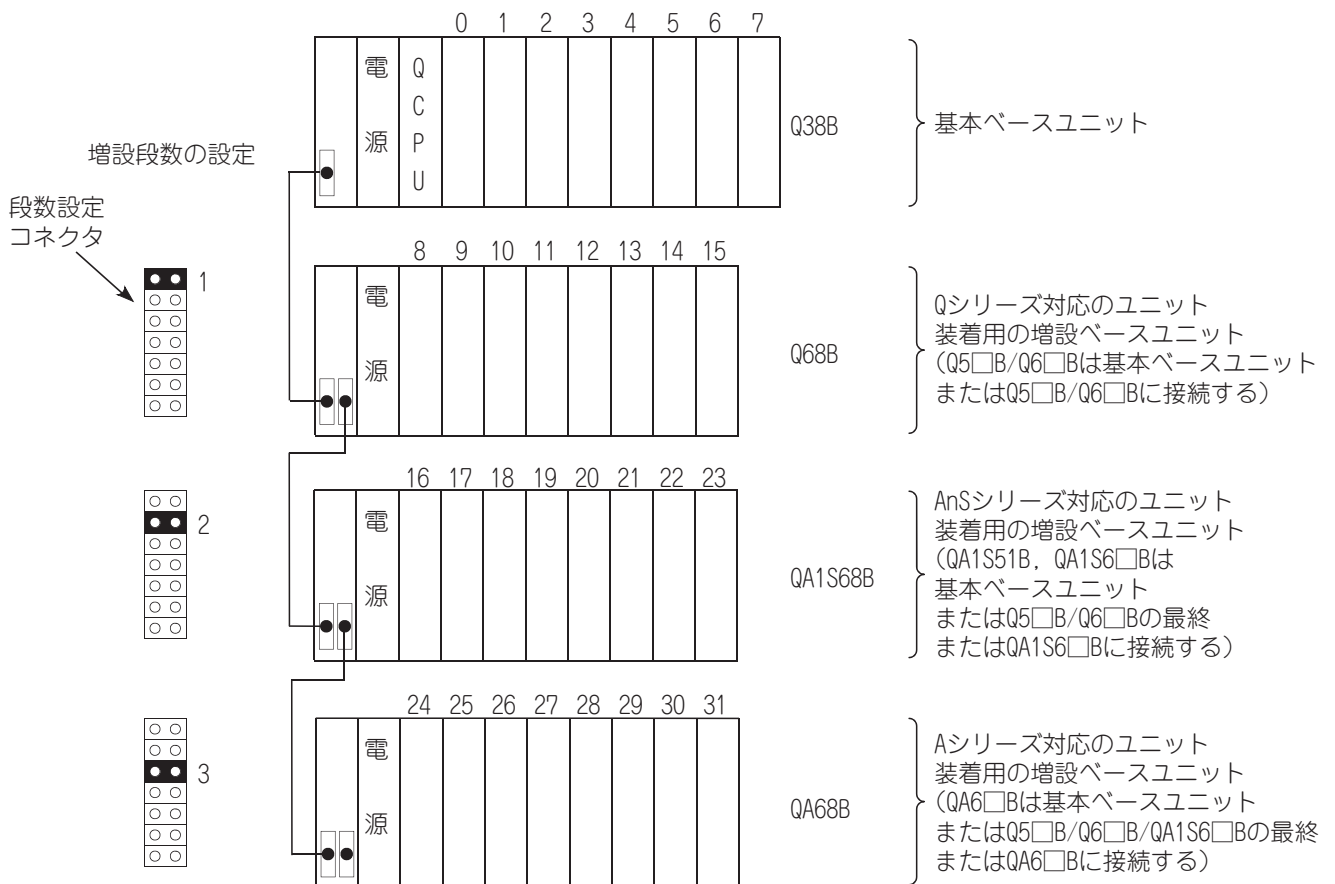 0 1 2 3 4 5 6 7
電源
QCPU
Q38B
基本ベースユニット
増設段数の設定
段数設定
コネクタ
1
8 9 10 11 12 13 14 15
電源
Q68B
Qシリーズ対応のユニット
装着用の増設ベースユニット
(Q5□B/Q6□Bは基本ベースユニット
またはQ5□B/Q6□Bに接続する)
2
16 17 18 19 20 21 22 23
電源
QA1S68B
AnSシリーズ対応のユニット
装着用の増設ベースユニット
(QA1S51B, QA1S6□Bは
基本ベースユニット
またはQ5□B/Q6□Bの最終
またはQA1S6□Bに接続する)
3
24 25 26 27 28 29 30 31
電源
QA68B
Aシリーズ対応のユニット
装着用の増設ベースユニット
(QA6□Bは基本ベースユニット
またはQ5□B/Q6□B/QA1S6□Bの最終
またはQA6□Bに接続する)